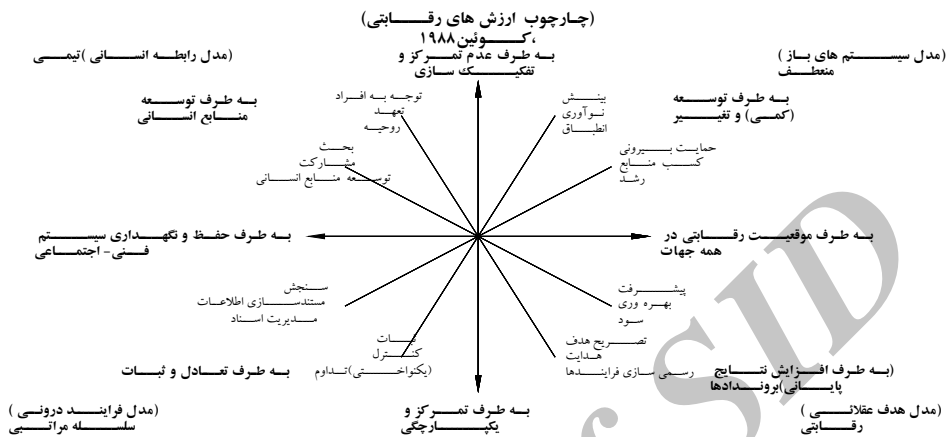 (چارچوب ارزش های رقابتی)
،کوئین۱۹۸۸
به طرف عدم تمرکز و
تفکیک سازی
(مدل سیستم های باز )
منعطف
(مدل رابطه انسانی )تیمی
به طرف توسعه
(کمی) و تغییر
به طرف توسعه
منابع انسانی
بینش
نوآوری
انطباق
توجه به افراد
تعهد
روحیه
حمایت بیرونی
کسب منابع
رشد
بحث
مشارکت
توسعه منابع انسانی
به طرف موقعیت رقابتی در
همه جهات
به طرف حفظ و نگهداری سیستم
فنی- اجتماعی
پیشرفت
بهره وری
سود
سنجش
مستندسازی اطلاعات
مدیریت اسناد
تصریح هدف
هدایت
رسمی سازی فرایندها
ثبات
کنترل
(یکنواختی)تداوم
(به طرف افزایش نتایج
پایانی)بروندادها
به طرف تعادل و ثبات
(مدل هدف عقلائی )
رقابتی
به طرف تمرکز و
یکپارچگی
(مدل فرایند درونی )
سلسله مراتبی
of SID